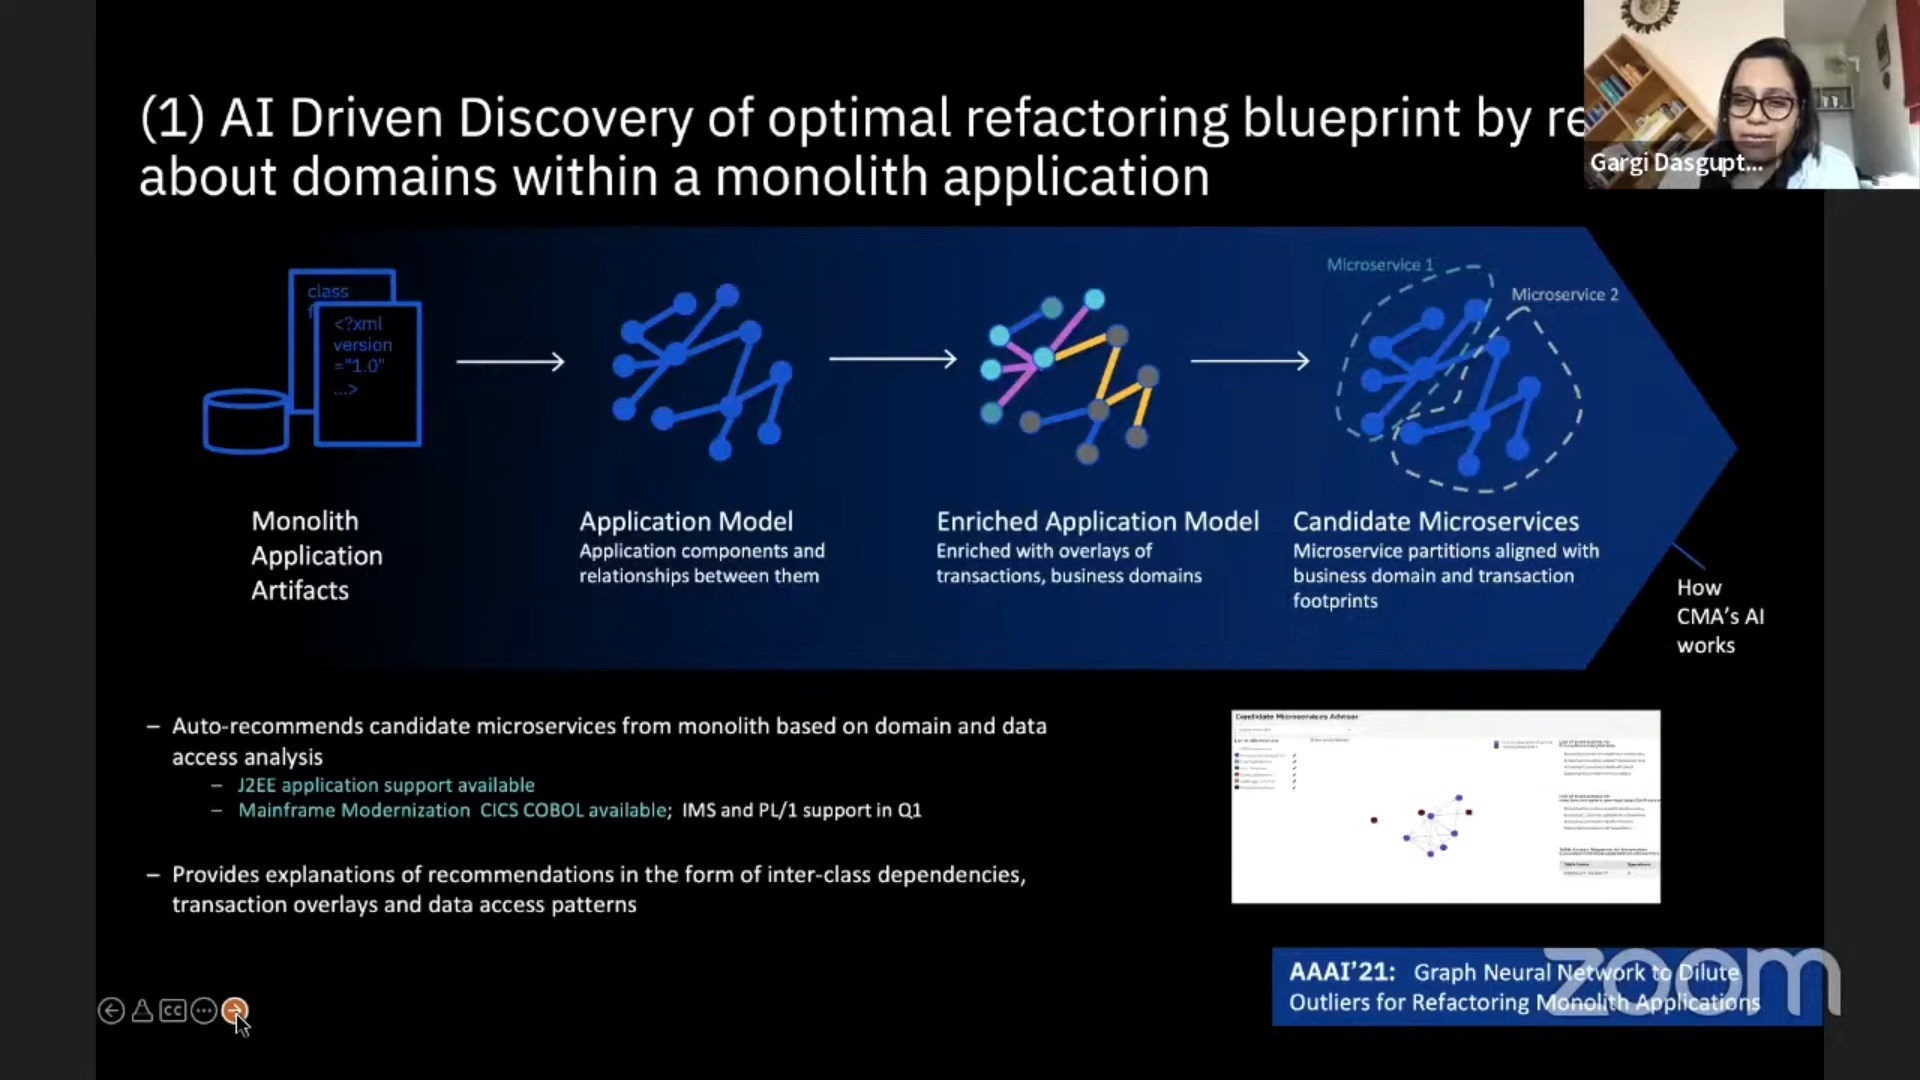 (1) AI Driven Discovery of optimal refactoring blueprint by re
about domains within a monolith application
Gargi Dasgupt...
class
f
<?xml
version
="1.0"
...>
Microservice 1
Microservice 2
Monolith
Application
Artifacts
Application Model
Application components and
relationships between them
Enriched Application Model
Enriched with overlays of
transactions, business domains
Candidate Microservices
Microservice partitions aligned with
business domain and transaction
footprints
How
CMA's AI
works
– Auto-recommends candidate microservices from monolith based on domain and data
access analysis
– J2EE application support available
– Mainframe Modernization CICS COBOL available; IMS and PL/1 support in Q1
– Provides explanations of recommendations in the form of inter-class dependencies,
transaction overlays and data access patterns
Candidate Microservices Advisor
AAAI'21: Graph Neural Network to Dilute
Outliers for Refactoring Monolith Applications
zoom
CC